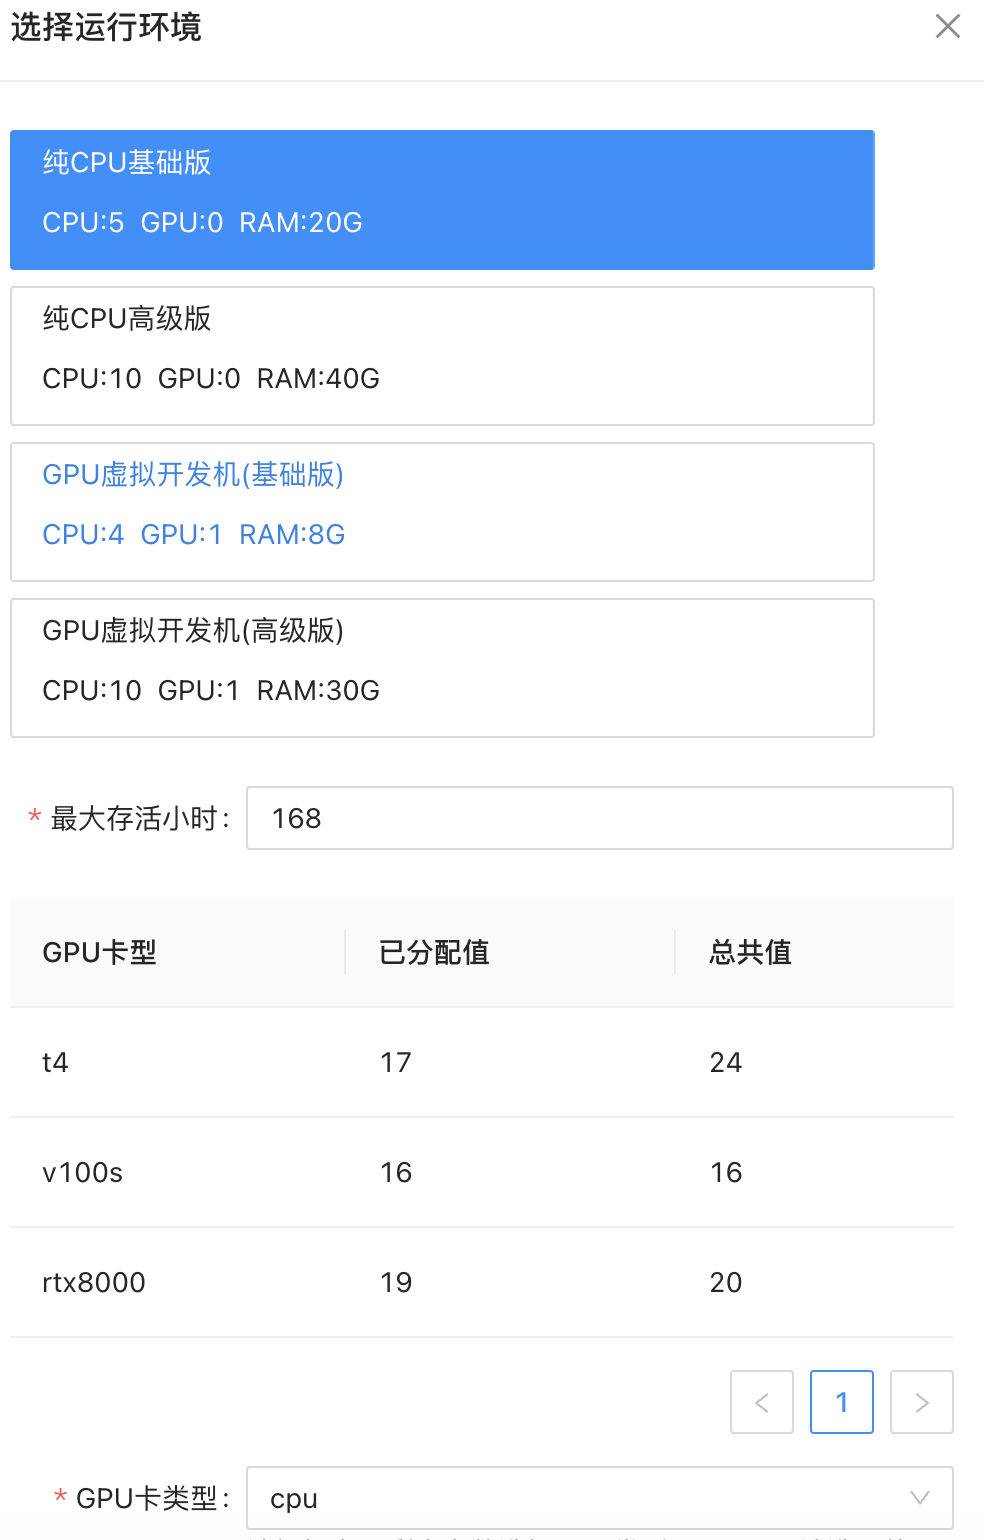 选择运行环境
纯CPU基础版
CPU:5 GPU:0 RAM:20G
纯CPU高级版
CPU:10 GPU:0 RAM:40G
GPU虚拟开发机(基础版)
CPU:4 GPU:1 RAM:8G
GPU虚拟开发机(高级版)
CPU:10 GPU:1 RAM:30G
* 最大存活小时: 168
GPU卡型 已分配值 总共值
t4 17 24
v100s 16 16
rtx8000 19 20
< 1 >
* GPU卡类型: cpu